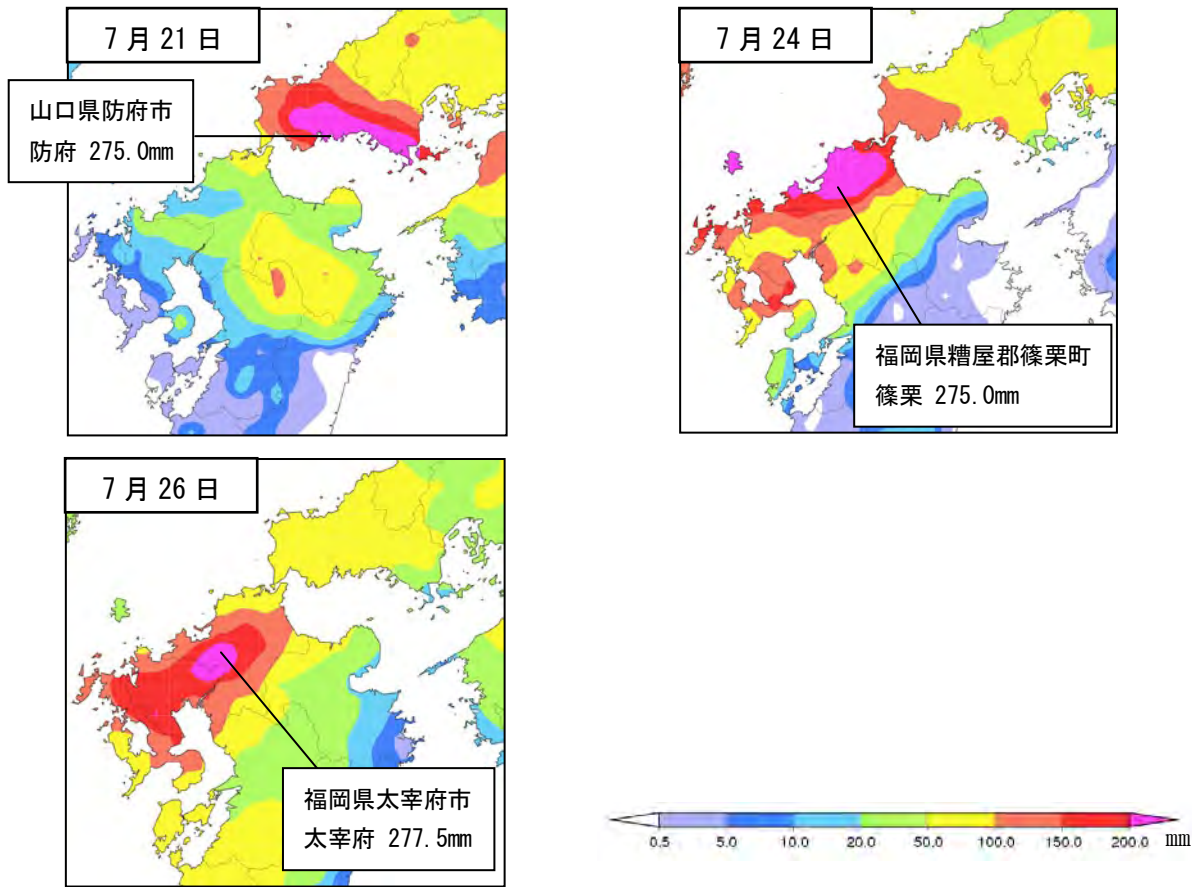 7月21日
山口県防府市
防府 275.0mm
7月24日
福岡県糟屋郡篠栗町
篠栗 275.0mm
7月26日
福岡県太宰府市
太宰府 277.5mm
0.5 5.0 10.0 20.0 50.0 100.0 150.0 200.0 mm